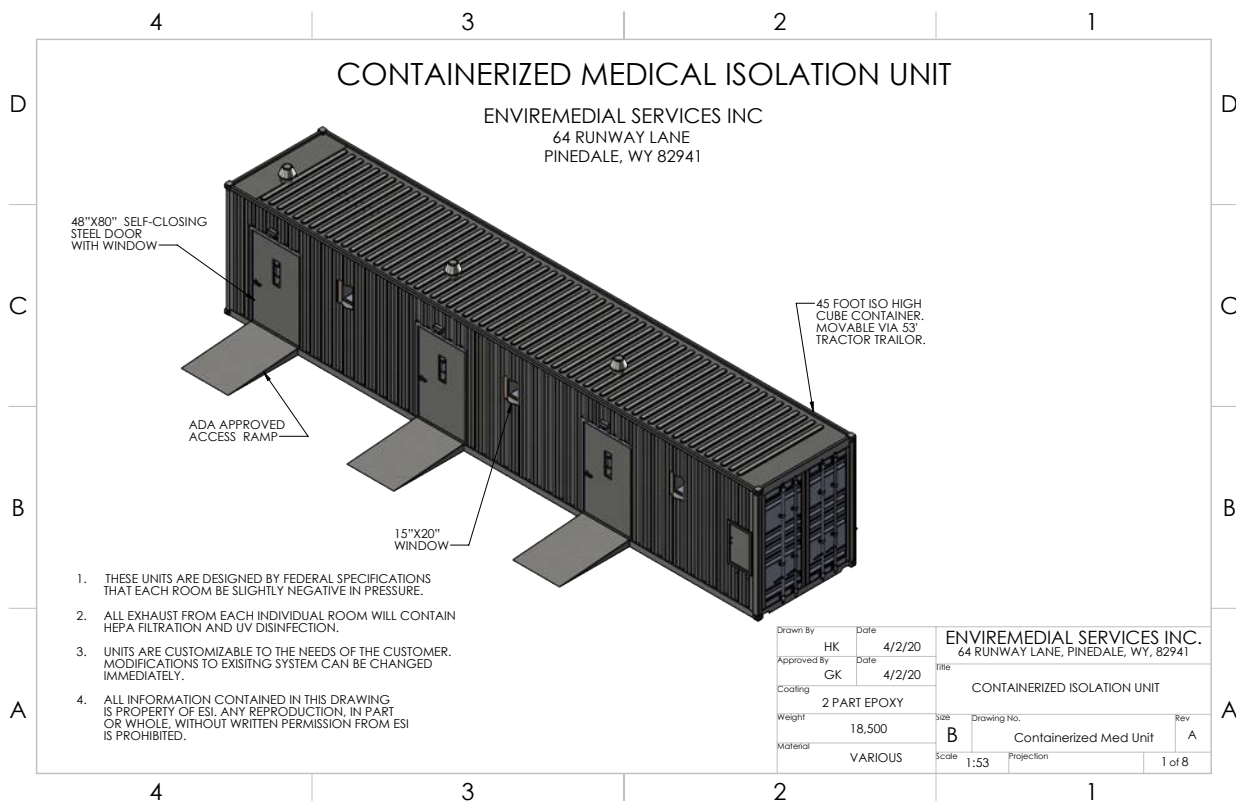 4 3 2 1
CONTAINERIZED MEDICAL ISOLATION UNIT
D D
ENVIREMEDIAL SERVICES INC
64 RUNWAY LANE
PINEDALE, WY 82941
48"X80" SELF-CLOSING
STEEL DOOR
WITH WINDOW
C C
45 FOOT ISO HIGH
CUBE CONTAINER.
MOVABLE VIA 53'
TRACTOR TRAILOR.
ADA APPROVED
ACCESS RAMP
B B
15"X20"
WINDOW
1. THESE UNITS ARE DESIGNED BY FEDERAL SPECIFICATIONS
THAT EACH ROOM BE SLIGHTLY NEGATIVE IN PRESSURE.
2. ALL EXHAUST FROM EACH INDIVIDUAL ROOM WILL CONTAIN
HEPA FILTRATION AND UV DISINFECTION.
3. UNITS ARE CUSTOMIZABLE TO THE NEEDS OF THE CUSTOMER.
MODIFICATIONS TO EXISITNG SYSTEM CAN BE CHANGED
IMMEDIATELY.
4. ALL INFORMATION CONTAINED IN THIS DRAWING
IS PROPERTY OF ESI. ANY REPRODUCTION, IN PART
OR WHOLE, WITHOUT WRITTEN PERMISSION FROM ESI
IS PROHIBITED.
A A
Drawn By Date
HK 4/2/20
Approved By Date
GK 4/2/20
Coating
2 PART EPOXY
Weight
18,500
Material
VARIOUS
ENVIREMEDIAL SERVICES INC.
64 RUNWAY LANE, PINEDALE, WY, 82941
Title
CONTAINERIZED ISOLATION UNIT
Size Drawing No. Rev
B Containerized Med Unit A
Scale 1:53 Projection 1 of 8
4 3 2 1